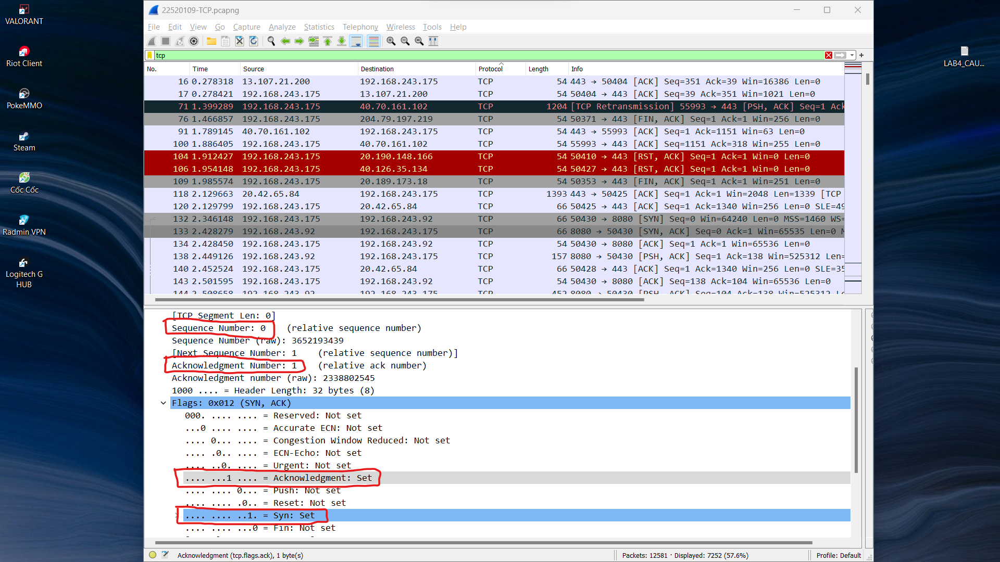 VALORANT
Riot Client
PokeMMO
Steam
Cốc Cốc
Radmin VPN
Logitech G
HUB
LAB4_CAU...
22520109-TCP.pcapng
File Edit View Go Capture Analyze Statistics Telephony Wireless Tools Help
tcp
No. Time Source Destination Protocol Length Info
16 0.278318 13.107.21.200 192.168.243.175 TCP 54 443 → 50404 [ACK] Seq=351 Ack=39 Win=16386 Len=0
17 0.278421 192.168.243.175 13.107.21.200 TCP 54 50404 → 443 [ACK] Seq=39 Ack=351 Win=1021 Len=0
71 1.399289 192.168.243.175 40.70.161.102 TCP 1204 [TCP Retransmission] 55993 → 443 [PSH, ACK] Seq=1 Ack
76 1.466857 192.168.243.175 204.79.197.219 TCP 54 50371 → 443 [FIN, ACK] Seq=1 Ack=1 Win=256 Len=0
91 1.789145 40.70.161.102 192.168.243.175 TCP 54 443 → 55993 [ACK] Seq=1 Ack=1151 Win=63 Len=0
100 1.886405 192.168.243.175 40.70.161.102 TCP 54 55993 → 443 [ACK] Seq=1151 Ack=318 Win=255 Len=0
104 1.912427 192.168.243.175 20.190.148.166 TCP 54 50410 → 443 [RST, ACK] Seq=1 Ack=1 Win=0 Len=0
106 1.954148 192.168.243.175 40.126.35.134 TCP 54 50427 → 443 [RST, ACK] Seq=1 Ack=1 Win=0 Len=0
109 1.985574 192.168.243.175 20.189.173.18 TCP 54 50353 → 443 [FIN, ACK] Seq=1 Ack=1 Win=251 Len=0
118 2.129663 20.42.65.84 192.168.243.175 TCP 1393 443 → 50425 [ACK] Seq=1 Ack=1 Win=2048 Len=1339 [TCP
120 2.129799 192.168.243.175 20.42.65.84 TCP 66 50425 → 443 [ACK] Seq=1 Ack=1340 Win=256 Len=0 SLE=49
132 2.346148 192.168.243.175 192.168.243.92 TCP 66 50430 → 8080 [SYN] Seq=0 Win=64240 Len=0 MSS=1460 WS=
133 2.428279 192.168.243.92 192.168.243.175 TCP 66 8080 → 50430 [SYN, ACK] Seq=0 Ack=1 Win=65535 Len=0 M
134 2.428450 192.168.243.175 192.168.243.92 TCP 54 50430 → 8080 [ACK] Seq=1 Ack=1 Win=65536 Len=0
138 2.449126 192.168.243.92 192.168.243.175 TCP 157 8080 → 50430 [PSH, ACK] Seq=1 Ack=138 Win=525312 Len=
140 2.452524 192.168.243.175 20.42.65.84 TCP 66 50428 → 443 [ACK] Seq=1 Ack=1340 Win=256 Len=0 SLE=35
143 2.501595 192.168.243.175 192.168.243.92 TCP 54 50430 → 8080 [ACK] Seq=138 Ack=104 Win=65536 Len=0
144 2.508658 192.168.243.92 192.168.243.175 TCP 452 8080 → 50430 [PSH, ACK] Seq=104 Ack=138 Win=525312
[TCP Segment Len: 0]
Sequence Number: 0 (relative sequence number)
Sequence Number (raw): 3652193439
[Next Sequence Number: 1 (relative sequence number)]
Acknowledgment Number: 1 (relative ack number)
Acknowledgment number (raw): 2338802545
1000 .... = Header Length: 32 bytes (8)
Flags: 0x012 (SYN, ACK)
000. .... .... = Reserved: Not set
...0 .... .... = Accurate ECN: Not set
.... 0... .... = Congestion Window Reduced: Not set
.... .0.. .... = ECN-Echo: Not set
.... ..0. .... = Urgent: Not set
.... ...1 .... = Acknowledgment: Set
.... .... 0... = Push: Not set
.... .... .0.. = Reset: Not set
.... .... ..1. = Syn: Set
.... .... ...0 = Fin: Not set
Acknowledgment (tcp.flags.ack), 1 byte(s)
Packets: 12581 · Displayed: 7252 (57.6%)
Profile: Default